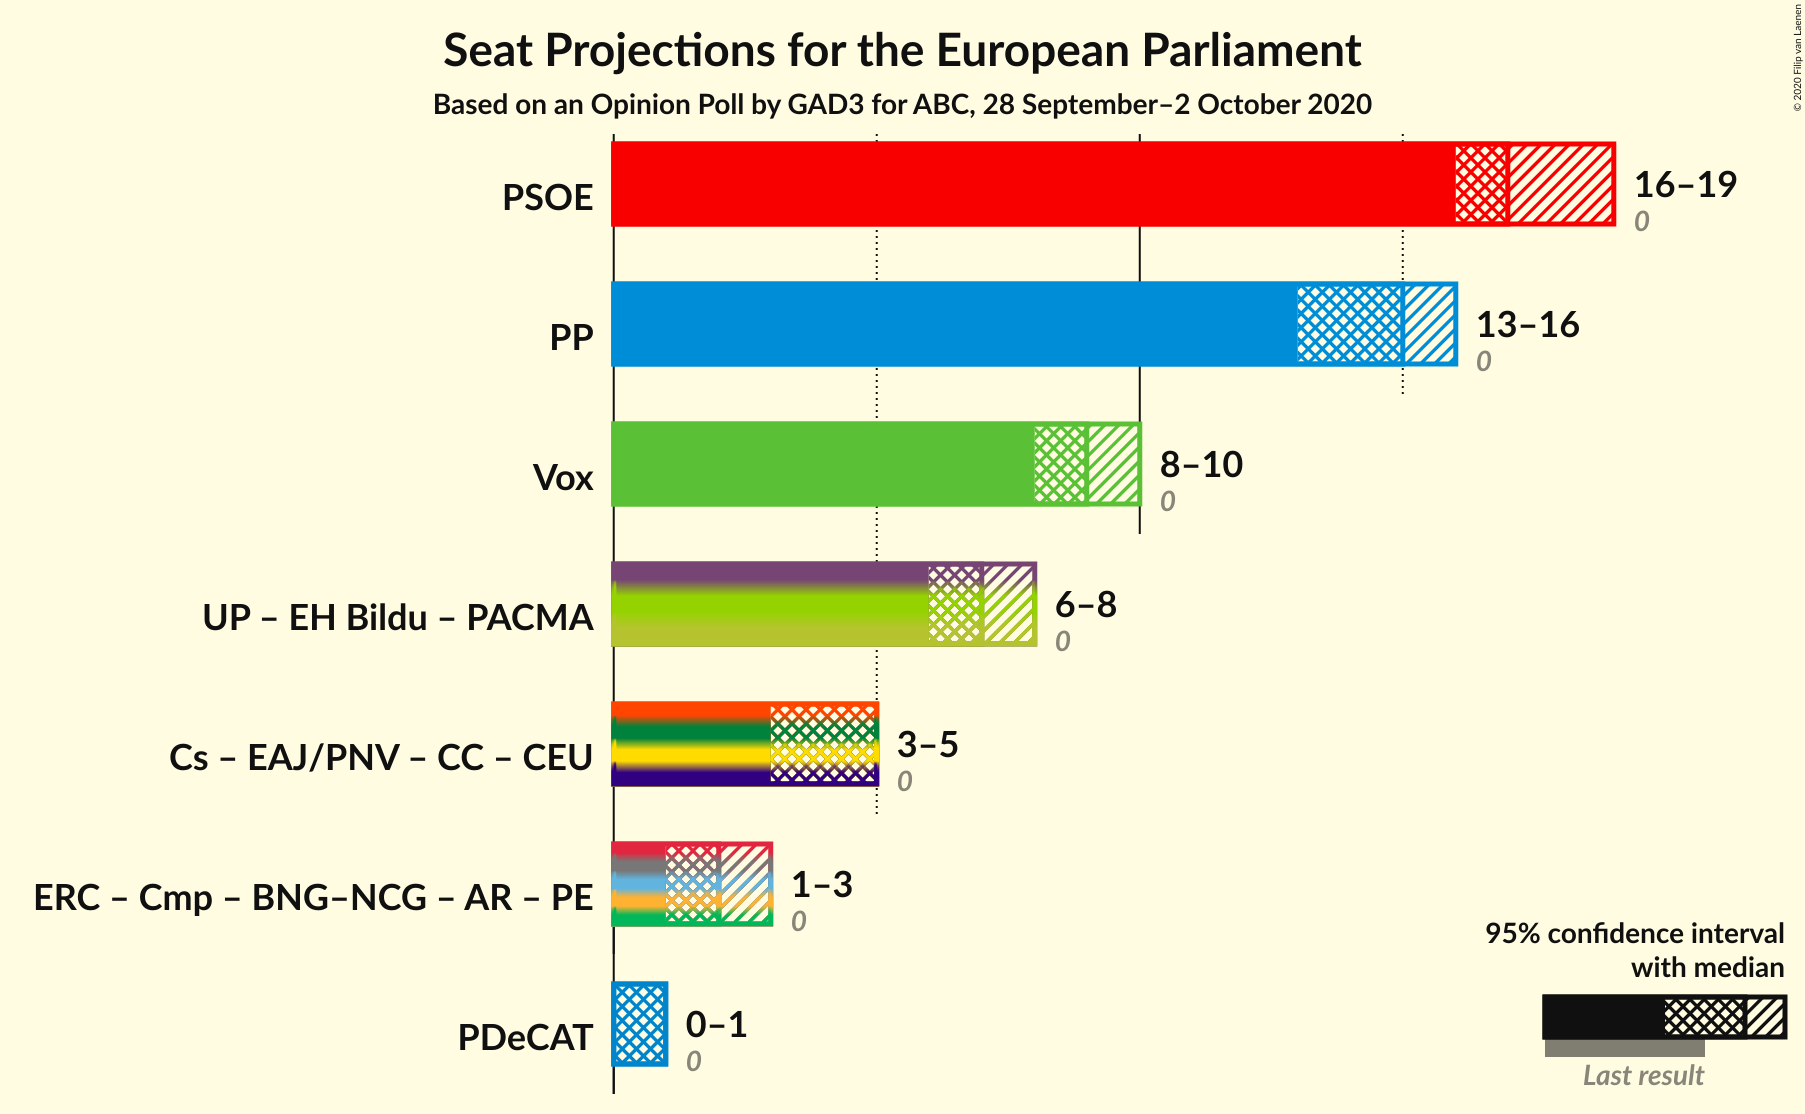 Seat Projections for the European Parliament
Based on an Opinion Poll by GAD3 for ABC, 28 September–2 October 2020
© 2020 Filip van Laenen
PSOE
16–19
0
PP
13–16
0
Vox
8–10
0
UP – EH Bildu – PACMA
6–8
0
Cs – EAJ/PNV – CC – CEU
3–5
0
ERC – Cmp – BNG–NCG – AR – PE
1–3
0
PDeCAT
0–1
0
95% confidence interval
with median
Last result